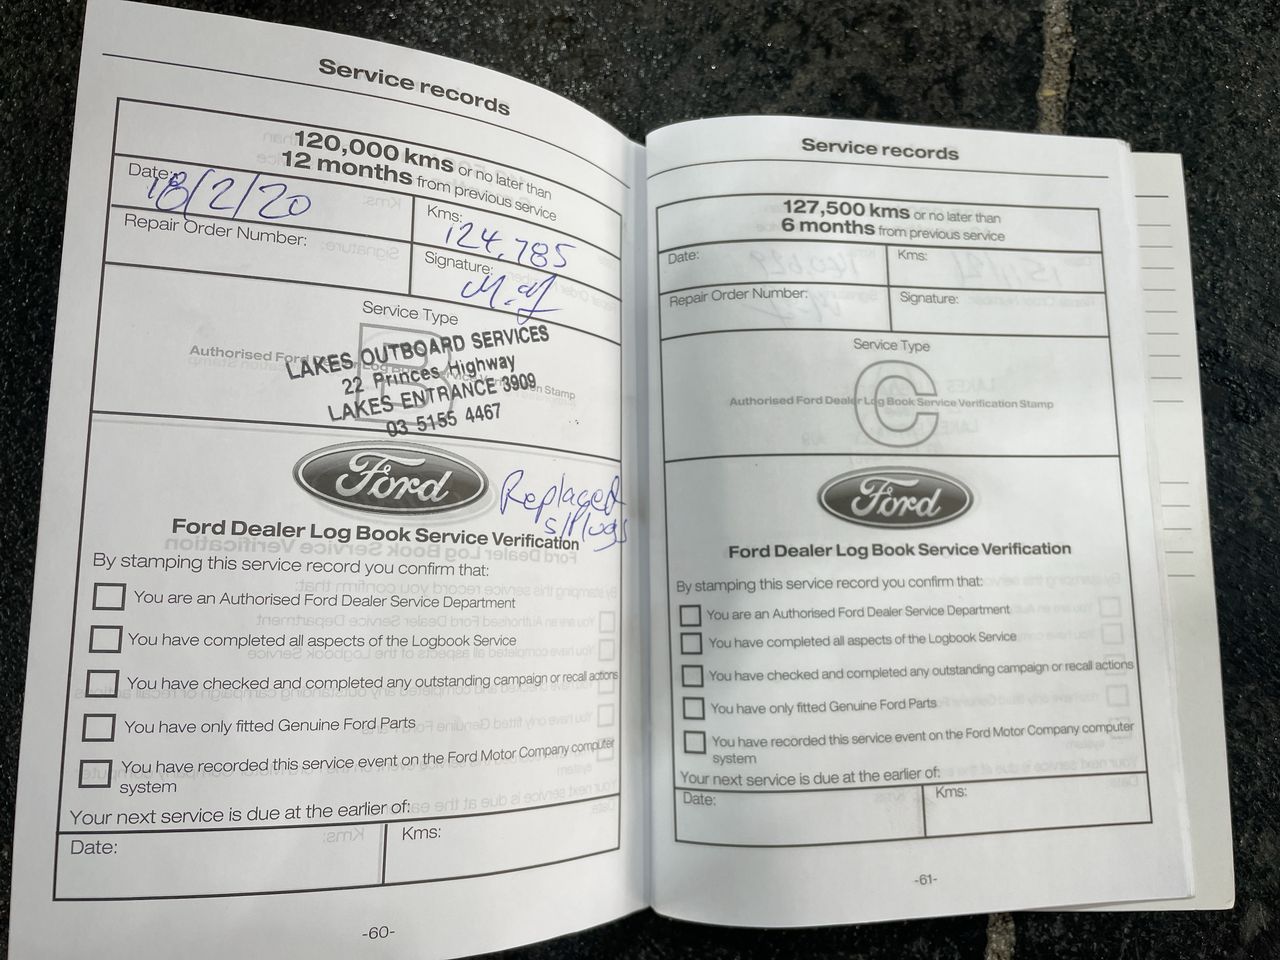 Service records
120,000 kms or no later than
12 months from previous service
Date: 18/2/20
Kms: 124,785
Repair Order Number:
Signature:
Service Type
B
Authorised Ford Dealer Log Book Service Verification Stamp
LAKES OUTBOARD SERVICES
22 Princes Highway
LAKES ENTRANCE 3909
03 5155 4467
Ford
Replaced
s/Plugs
Ford Dealer Log Book Service Verification
By stamping this service record you confirm that:
You are an Authorised Ford Dealer Service Department
You have completed all aspects of the Logbook Service
You have checked and completed any outstanding campaign or recall actions
You have only fitted Genuine Ford Parts
You have recorded this service event on the Ford Motor Company computer
system
Your next service is due at the earlier of:
Date:
Kms:
-60-
Service records
127,500 kms or no later than
6 months from previous service
Date:
Kms:
Repair Order Number:
Signature:
Service Type
C
Authorised Ford Dealer Log Book Service Verification Stamp
Ford
Ford Dealer Log Book Service Verification
By stamping this service record you confirm that:
You are an Authorised Ford Dealer Service Department
You have completed all aspects of the Logbook Service
You have checked and completed any outstanding campaign or recall actions
You have only fitted Genuine Ford Parts
You have recorded this service event on the Ford Motor Company computer
system
Your next service is due at the earlier of:
Date:
Kms:
-61-